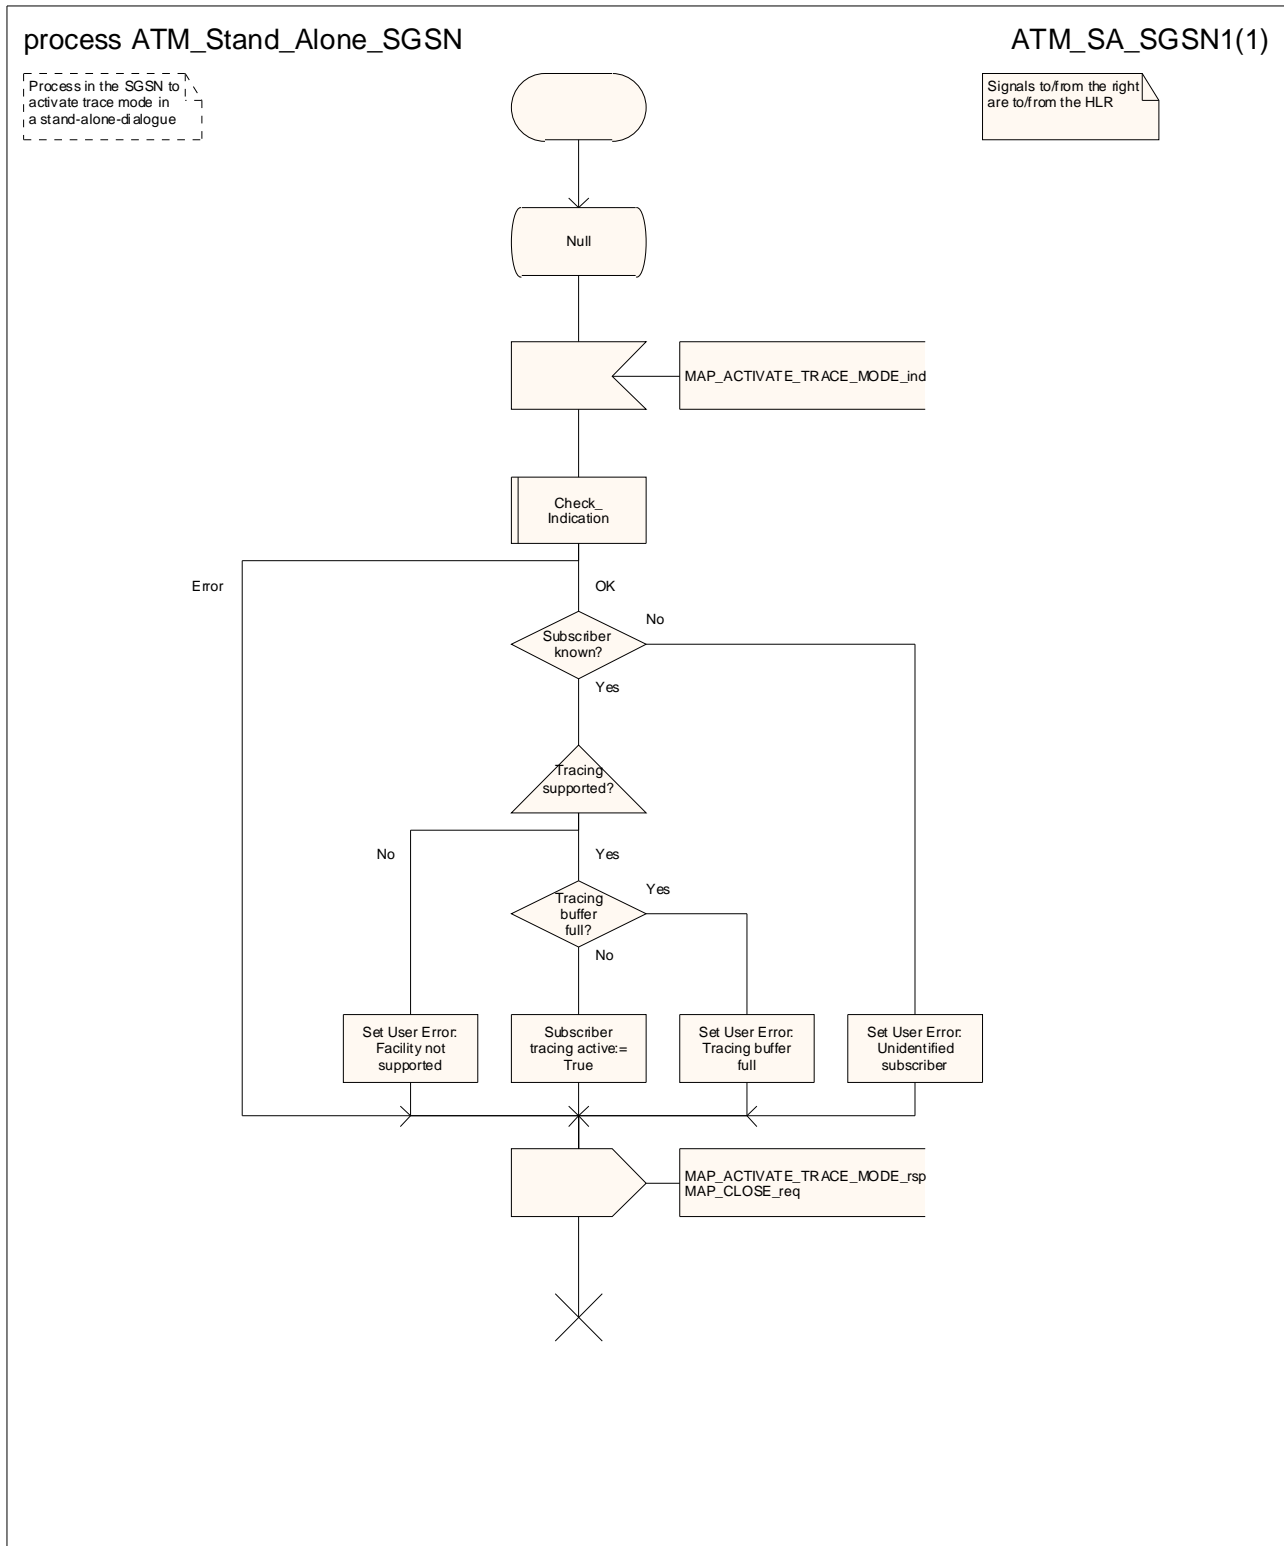 process ATM_Stand_Alone_SGSN
ATM_SA_SGSN1(1)
Process in the SGSN to
activate trace mode in
a stand-alone-dialogue
Signals to/from the right
are to/from the HLR
Null
MAP_ACTIVATE_TRACE_MODE_ind
Check_
Indication
Error
OK
No
Subscriber
known?
Yes
Tracing
supported?
No
Yes
Yes
Tracing
buffer
full?
No
Set User Error:
Facility not
supported
Subscriber
tracing active:=
True
Set User Error:
Tracing buffer
full
Set User Error:
Unidentified
subscriber
MAP_ACTIVATE_TRACE_MODE_rsp
MAP_CLOSE_req